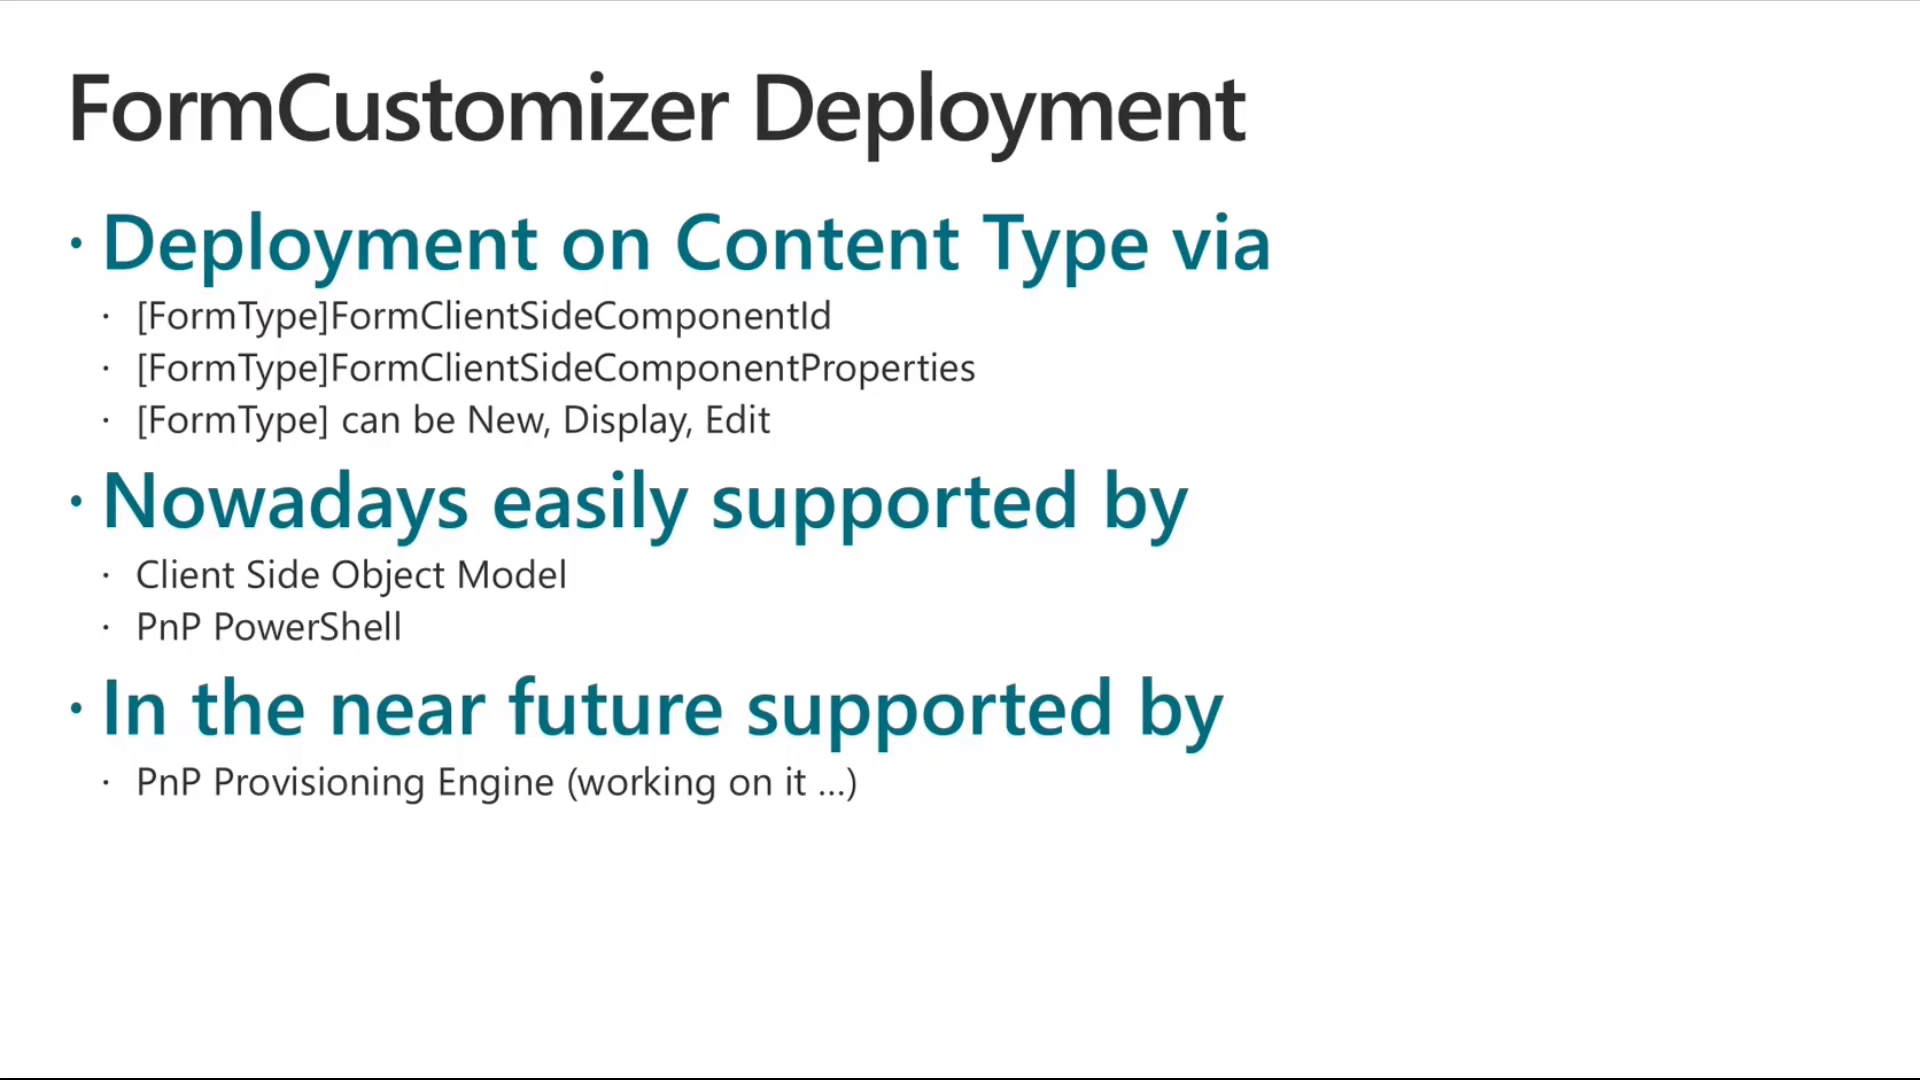 FormCustomizer Deployment
· Deployment on Content Type via
· [FormType]FormClientSideComponentId
· [FormType]FormClientSideComponentProperties
· [FormType] can be New, Display, Edit
· Nowadays easily supported by
· Client Side Object Model
· PnP PowerShell
· In the near future supported by
· PnP Provisioning Engine (working on it …)